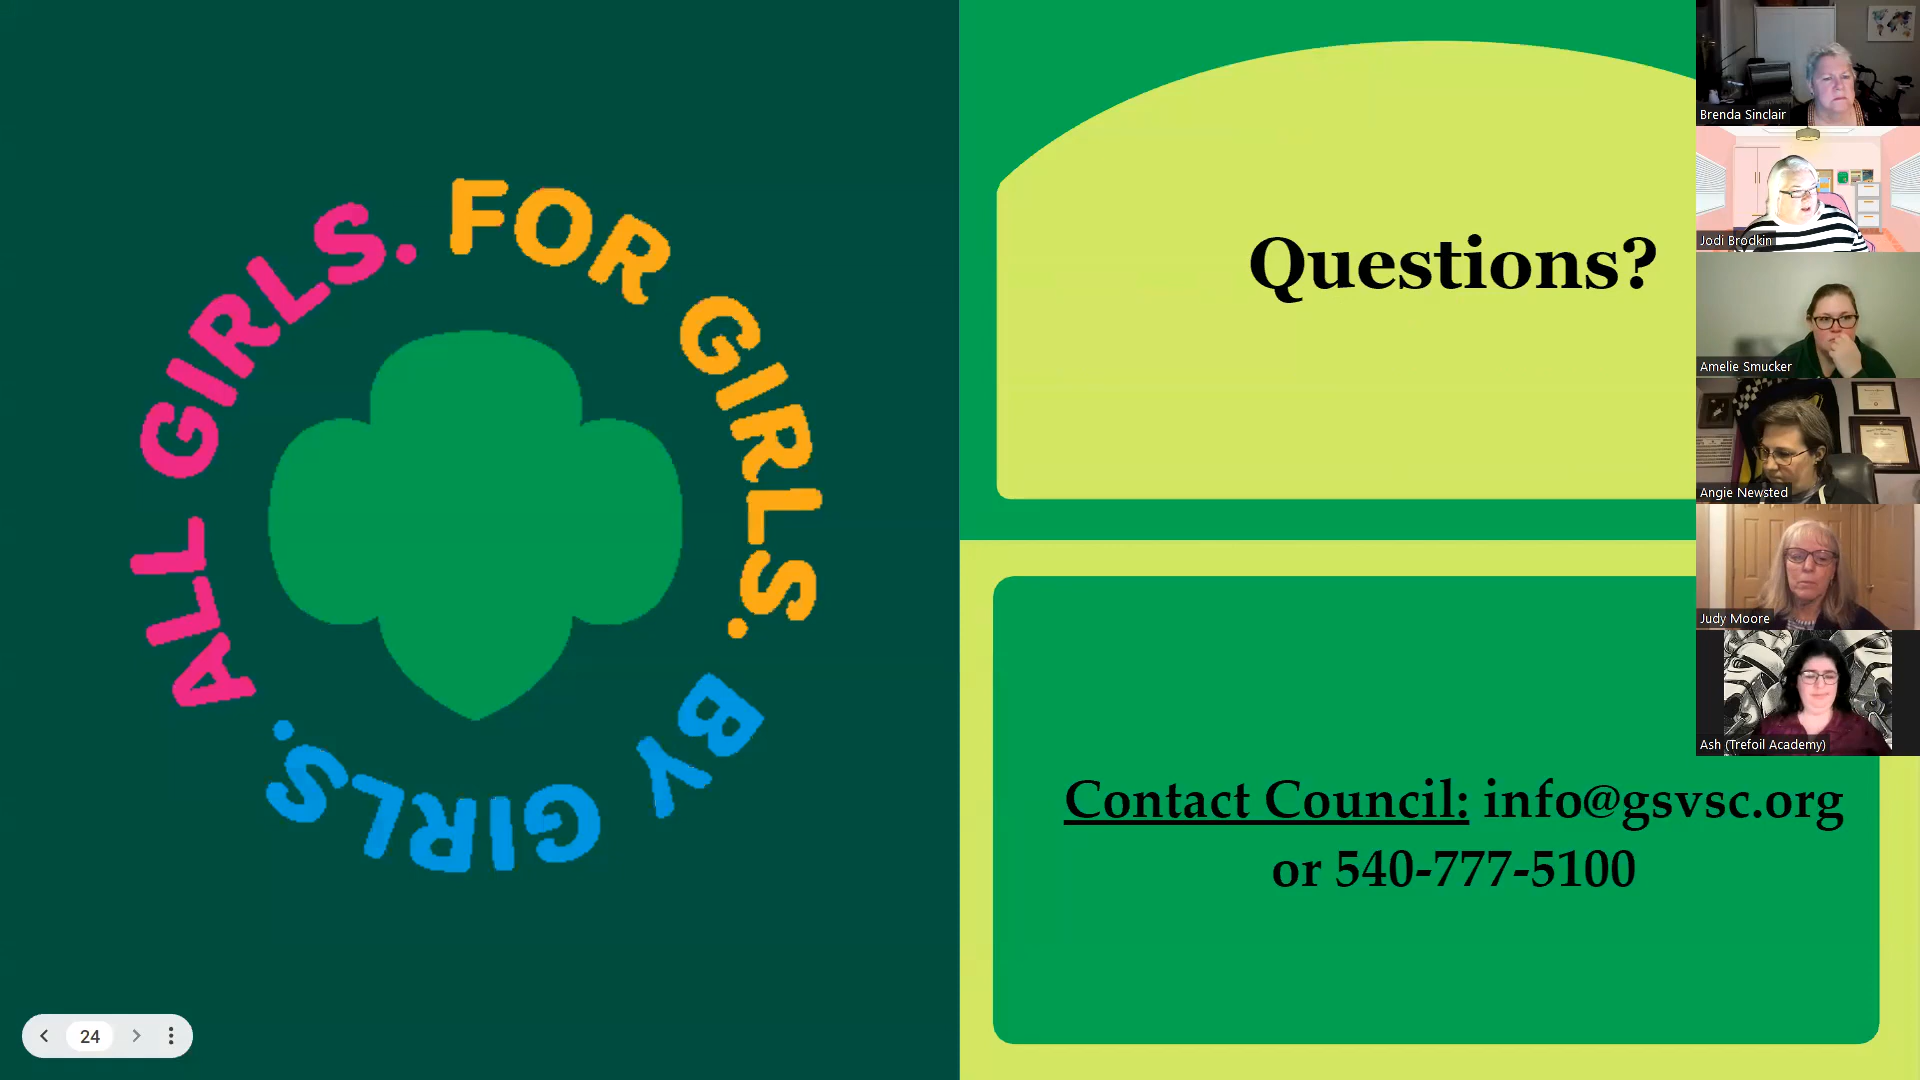 ALL GIRLS. FOR GIRLS. BY GIRLS.
Questions?
Contact Council: info@gsvsc.org
or 540-777-5100
24
Brenda Sinclair
Jodi Brodkin
Amelie Smucker
Angie Newsted
Judy Moore
Ash (Trefoil Academy)